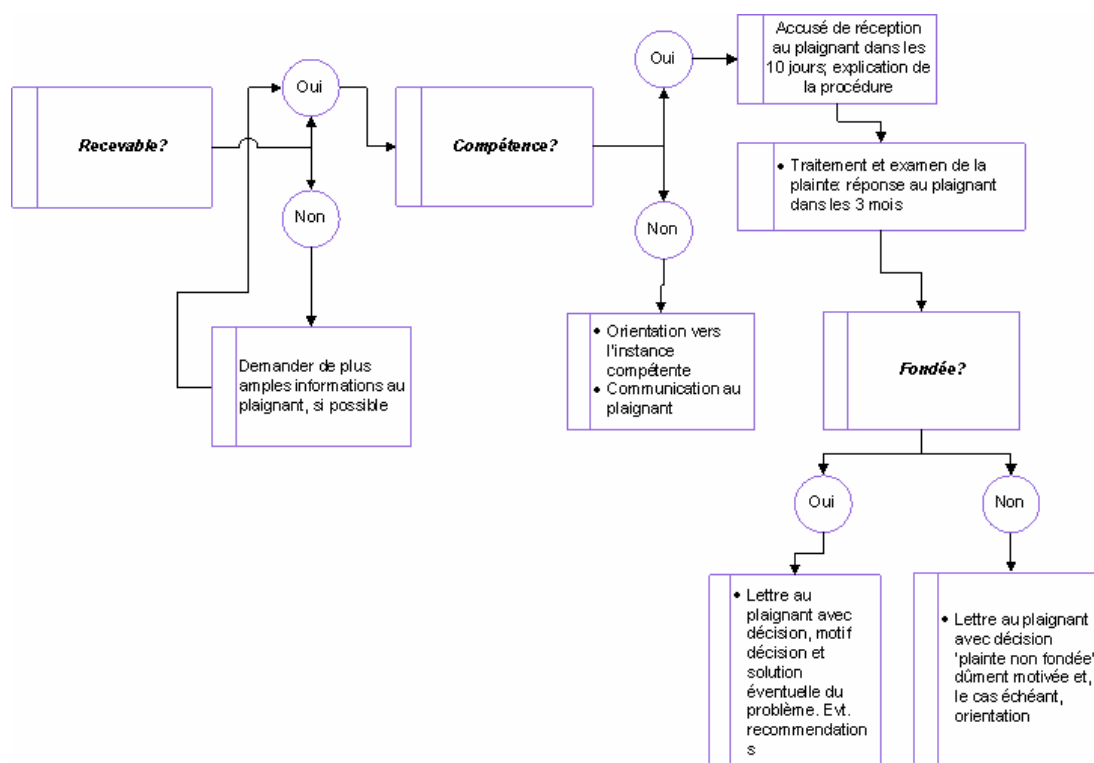 Recevable?
Oui
Non
Demander de plus
amples informations au
plaignant, si possible
Compétence?
Oui
Non
• Orientation vers
l'instance
compétente
• Communication au
plaignant
Accusé de réception
au plaignant dans les
10 jours; explication de
la procédure
• Traitement et examen de la
plainte: réponse au plaignant
dans les 3 mois
Fondée?
Oui
Non
• Lettre au
plaignant avec
décision, motif
décision et
solution
éventuelle du
problème. Evt.
recommendation
s
• Lettre au plaignant
avec décision
'plainte non fondée'
dûment motivée et,
le cas échéant,
orientation